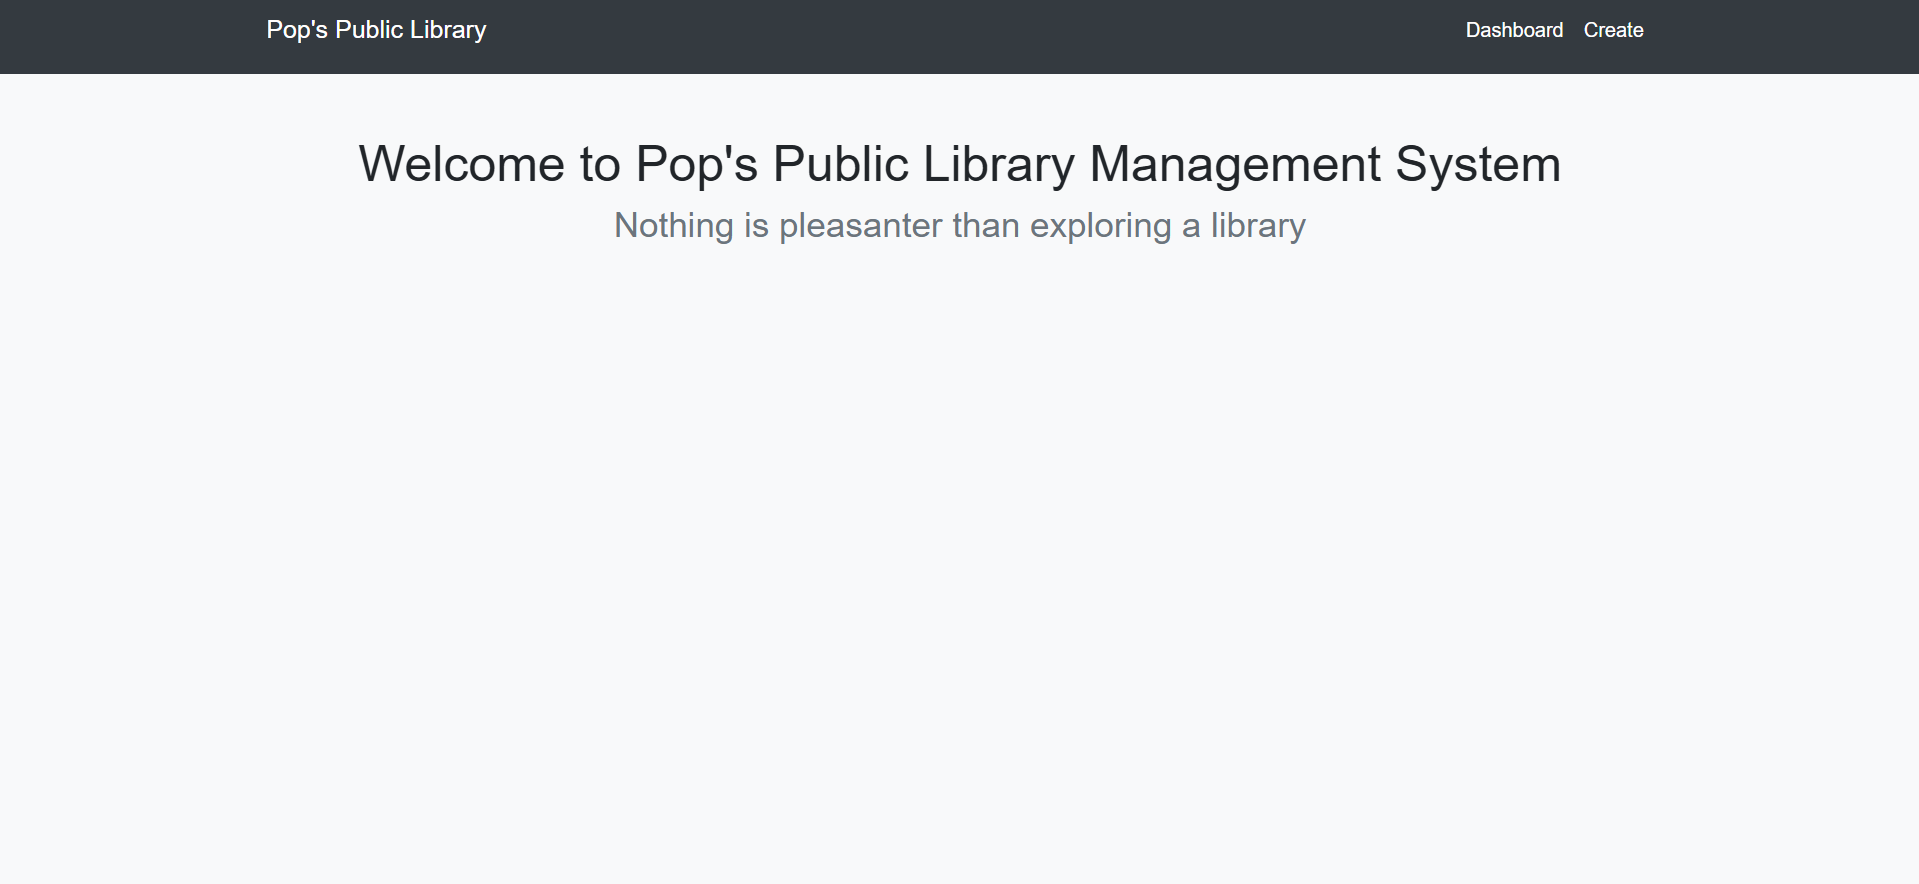 Pop's Public Library
Dashboard Create
Welcome to Pop's Public Library Management System
Nothing is pleasanter than exploring a library